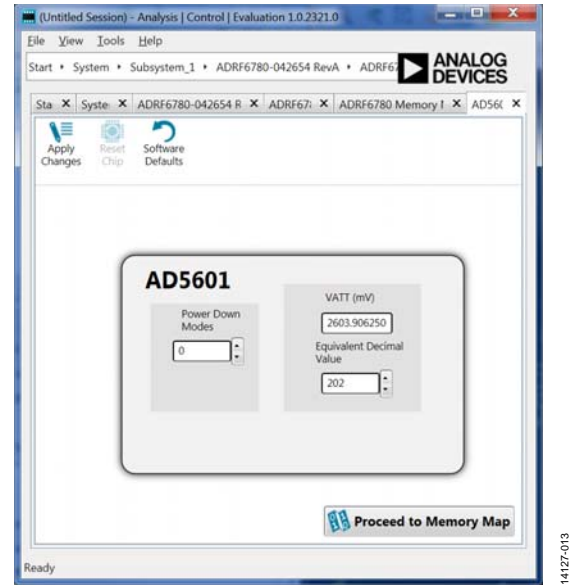 (Untitled Session) - Analysis | Control | Evaluation 1.0.2321.0
File View Tools Help
Start • System • Subsystem_1 • ADRF6780-042654 RevA • ADRF67
ANALOG DEVICES
Sta X Syste X ADRF6780-042654 R X ADRF67 X ADRF6780 Memory X AD56( X
Apply Changes
Reset Chip
Software Defaults
AD5601
Power Down Modes
0
VATT (mV)
2603.906250
Equivalent Decimal Value
202
Proceed to Memory Map
Ready
14127-013